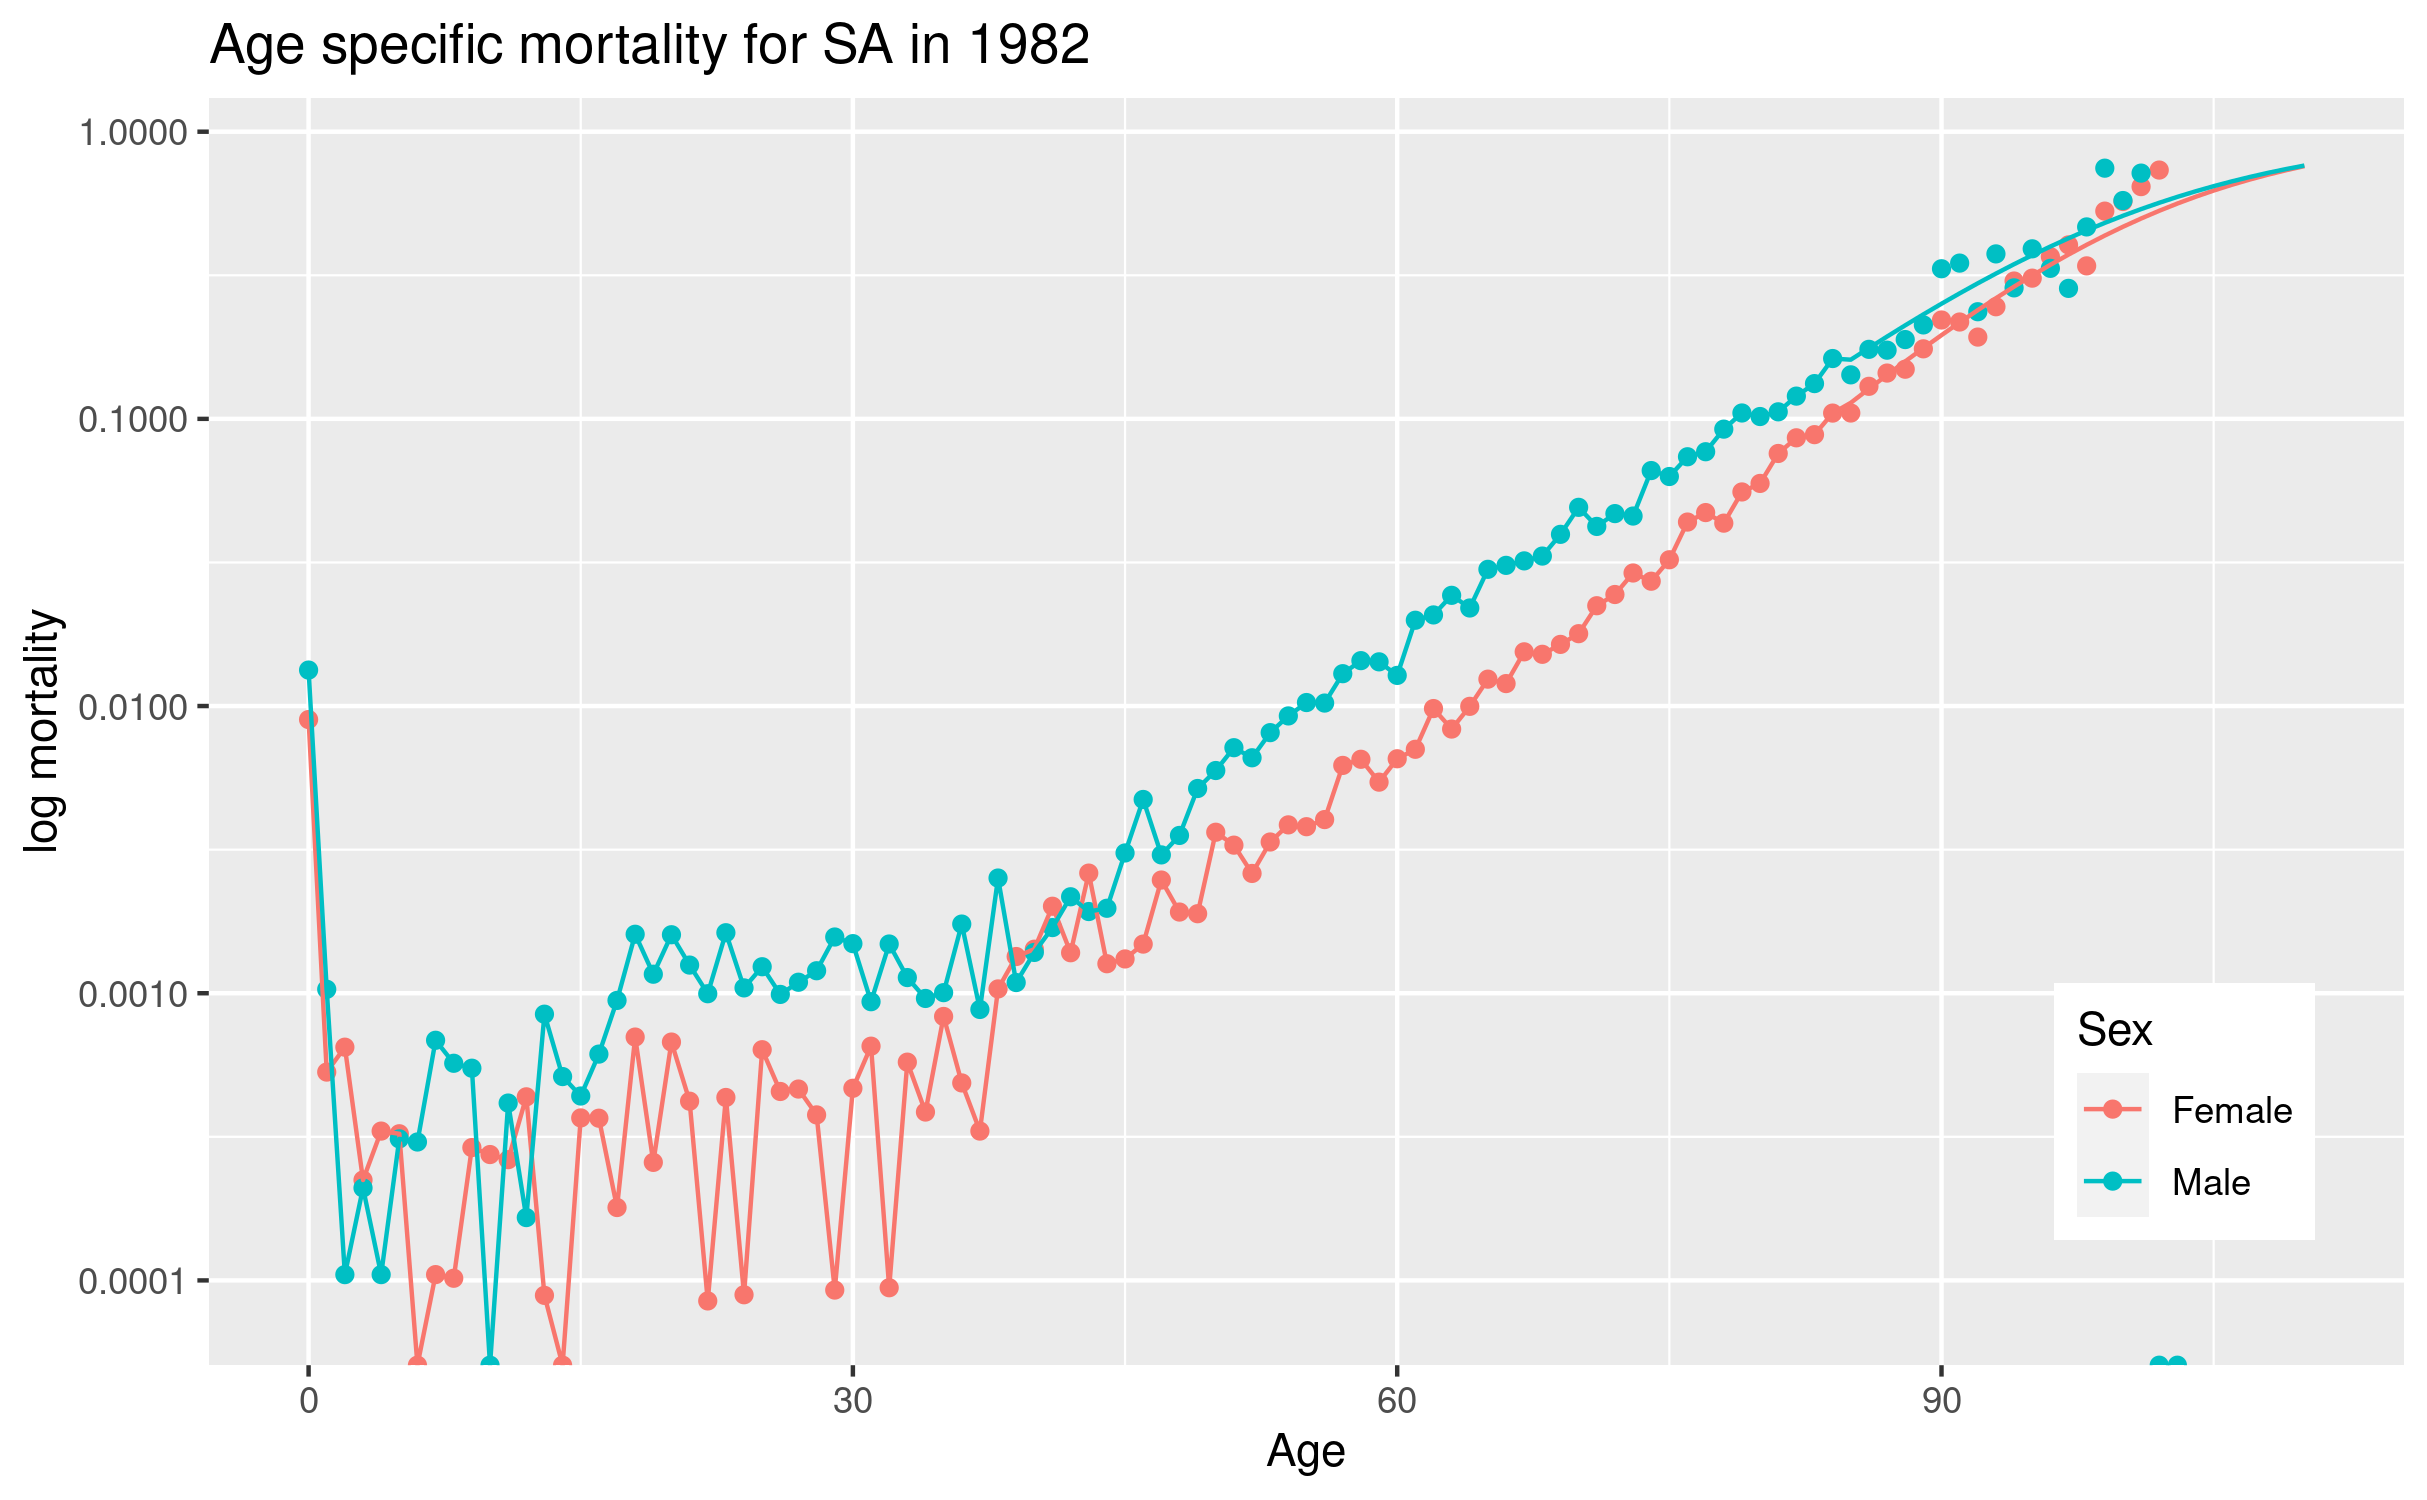 Age specific mortality for SA in 1982
1.0000
0.1000
0.0100
0.0010
0.0001
log mortality
0
30
60
90
Age
Sex
Female
Male